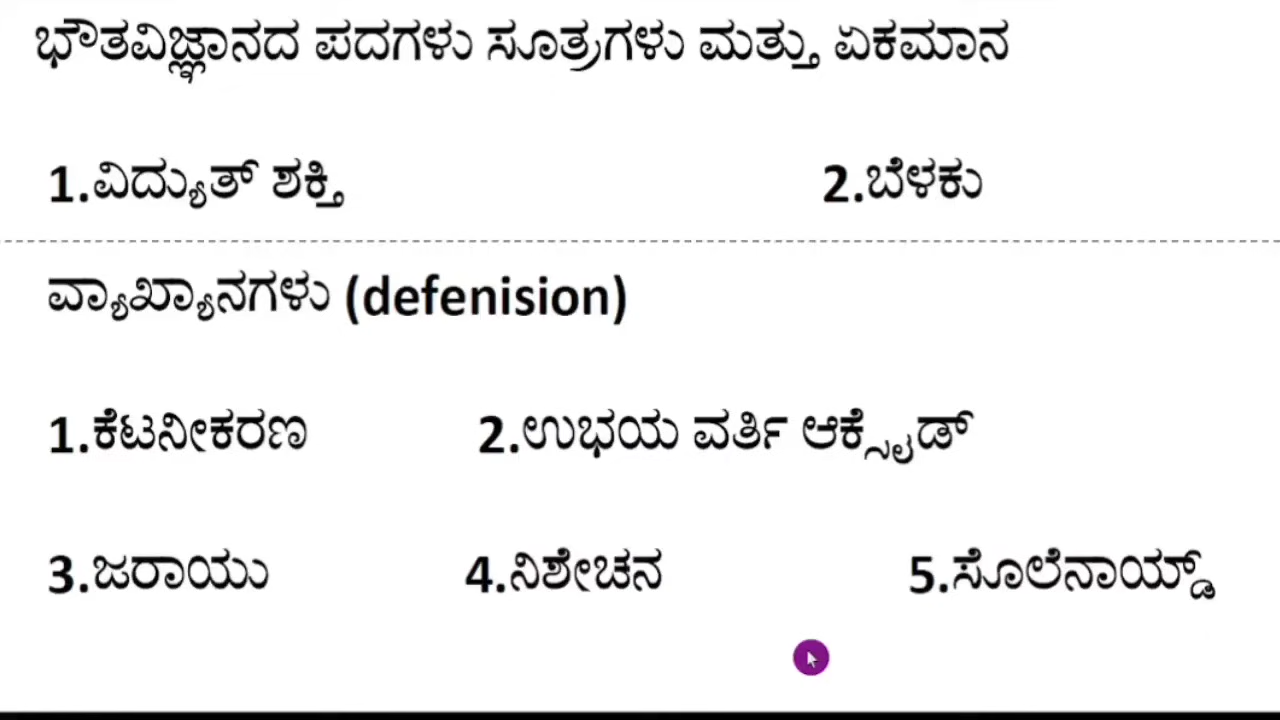 ಭೌತವಿಜ್ಞಾನದ ಪದಗಳು ಸೂತ್ರಗಳು ಮತ್ತು ಏಕಮಾನ
1.ವಿದ್ಯುತ್ ಶಕ್ತಿ 2.ಬೆಳಕು
ವ್ಯಾಖ್ಯಾನಗಳು (defenision)
1.ಕೆಟನೀಕರಣ 2.ಉಭಯ ವರ್ತಿ ಆಕ್ಸೈಡ್
3.ಜರಾಯು 4.ನಿಶೇಚನ 5.ಸೊಲೆನಾಯ್ಡ್